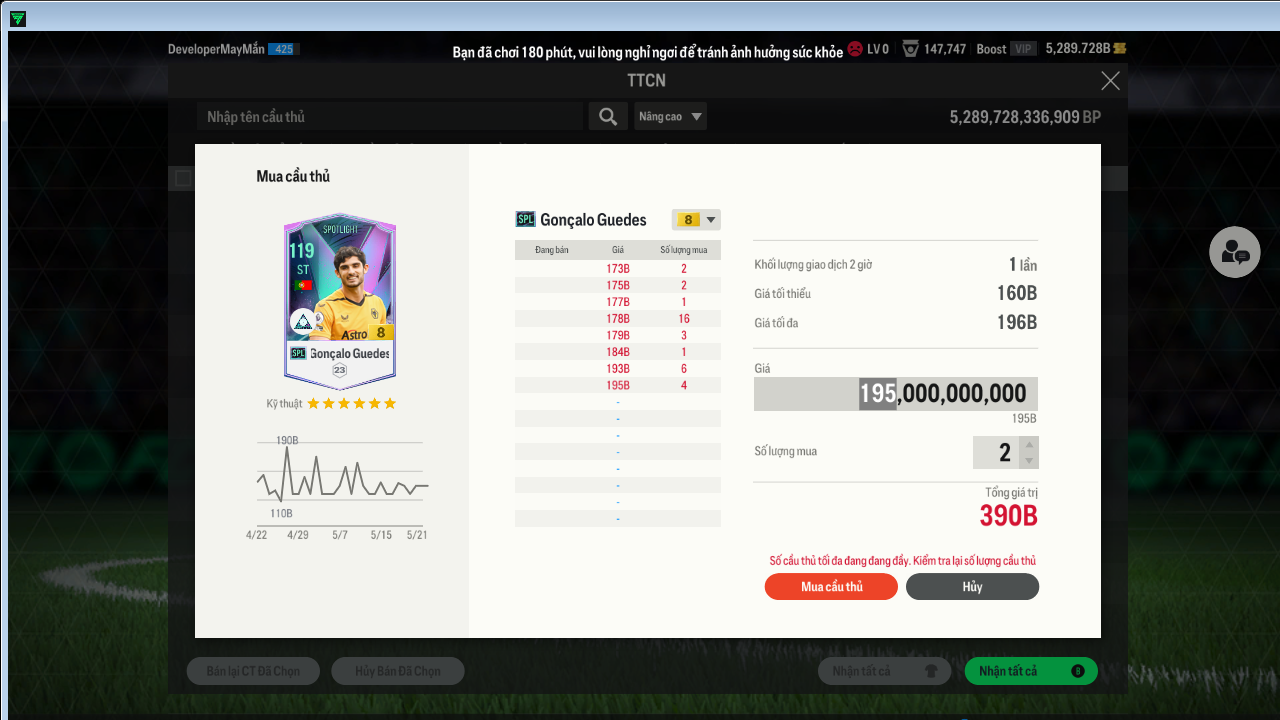 DeveloperMayMắn 425
Bạn đã chơi 180 phút, vui lòng nghỉ ngơi để tránh ảnh hưởng sức khỏe
LV 0 147,747 Boost VIP 5,289.728B
TTCN
Nhập tên cầu thủ
Nâng cao
5,289,728,336,909 BP
Mua cầu thủ
SPOTLIGHT
119
ST
Astro
8
SPL Gonçalo Guedes
23
Kỹ thuật
190B
110B
4/22 4/29 5/7 5/15 5/21
SPL Gonçalo Guedes 8
Đang bán Giá Số lượng mua
173B 2
175B 2
177B 1
178B 16
179B 3
184B 1
193B 6
195B 4
-
-
-
-
-
-
-
-
Khối lượng giao dịch 2 giờ 1 lần
Giá tối thiểu 160B
Giá tối đa 196B
Giá
195,000,000,000
195B
Số lượng mua 2
Tổng giá trị
390B
Số cầu thủ tối đa đang đang đầy. Kiểm tra lại số lượng cầu thủ
Mua cầu thủ Hủy
Bán lại CT Đã Chọn Hủy Bán Đã Chọn Nhận tất cả Nhận tất cả